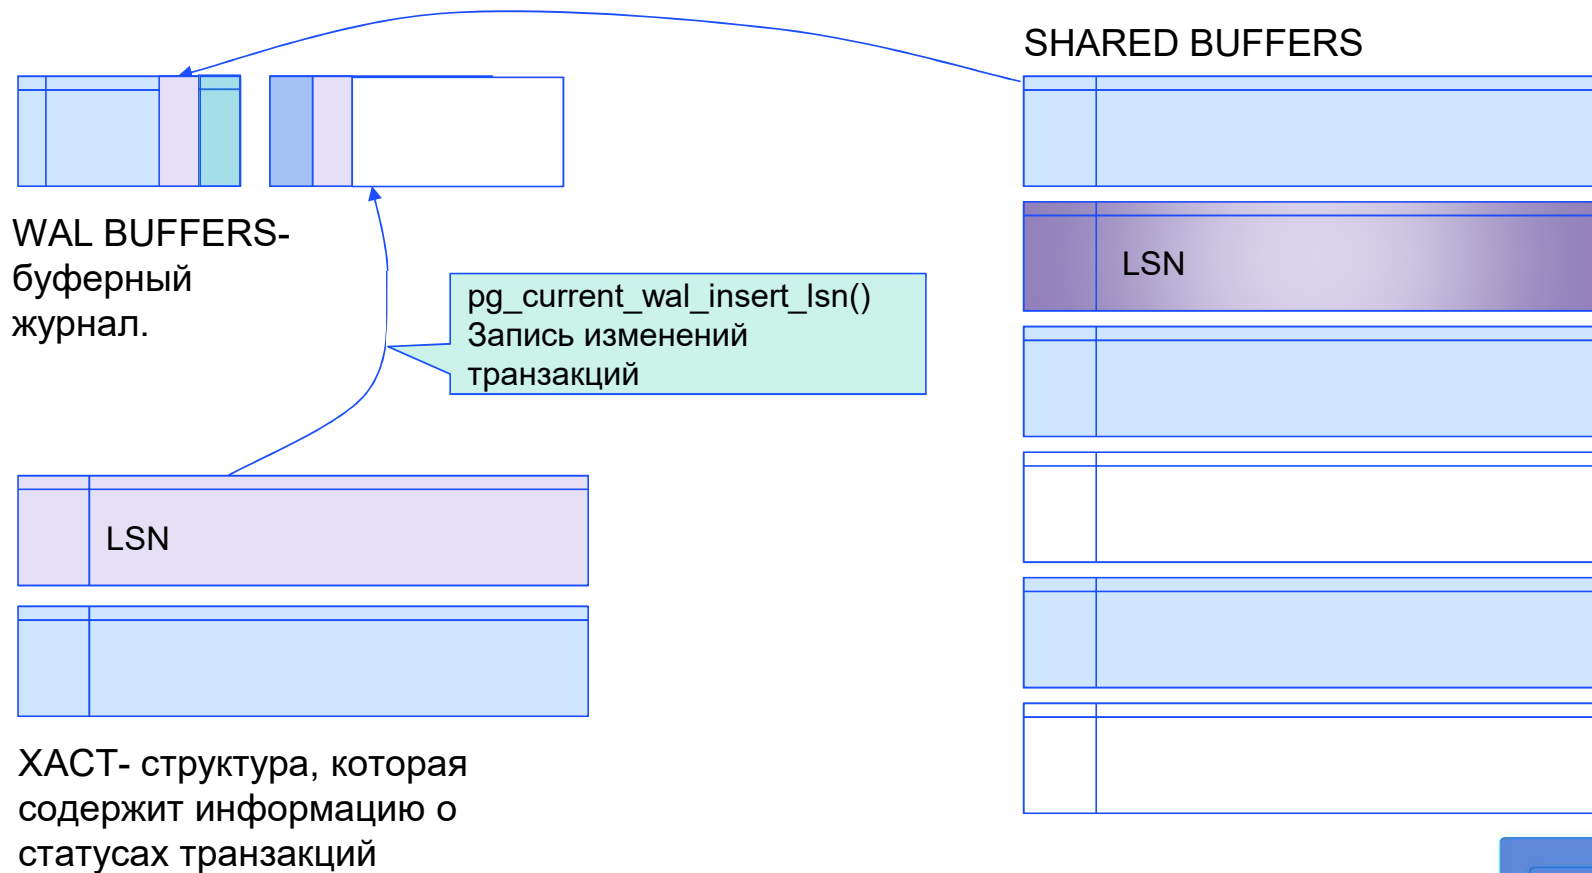 SHARED BUFFERS
WAL BUFFERS-
буферный
журнал.
LSN
pg_current_wal_insert_lsn()
Запись изменений
транзакций
LSN
XACT- структура, которая
содержит информацию о
статусах транзакций